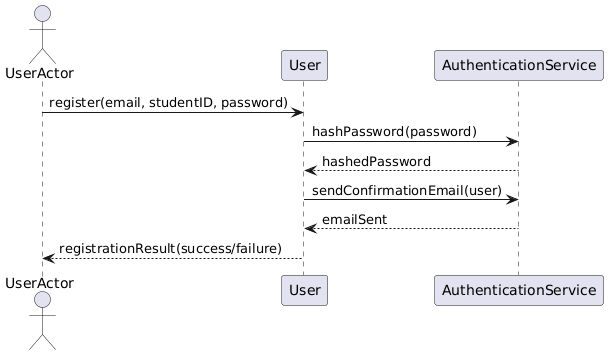 UserActor
User
AuthenticationService
register(email, studentID, password)
hashPassword(password)
hashedPassword
sendConfirmationEmail(user)
emailSent
registrationResult(success/failure)
UserActor
User
AuthenticationService